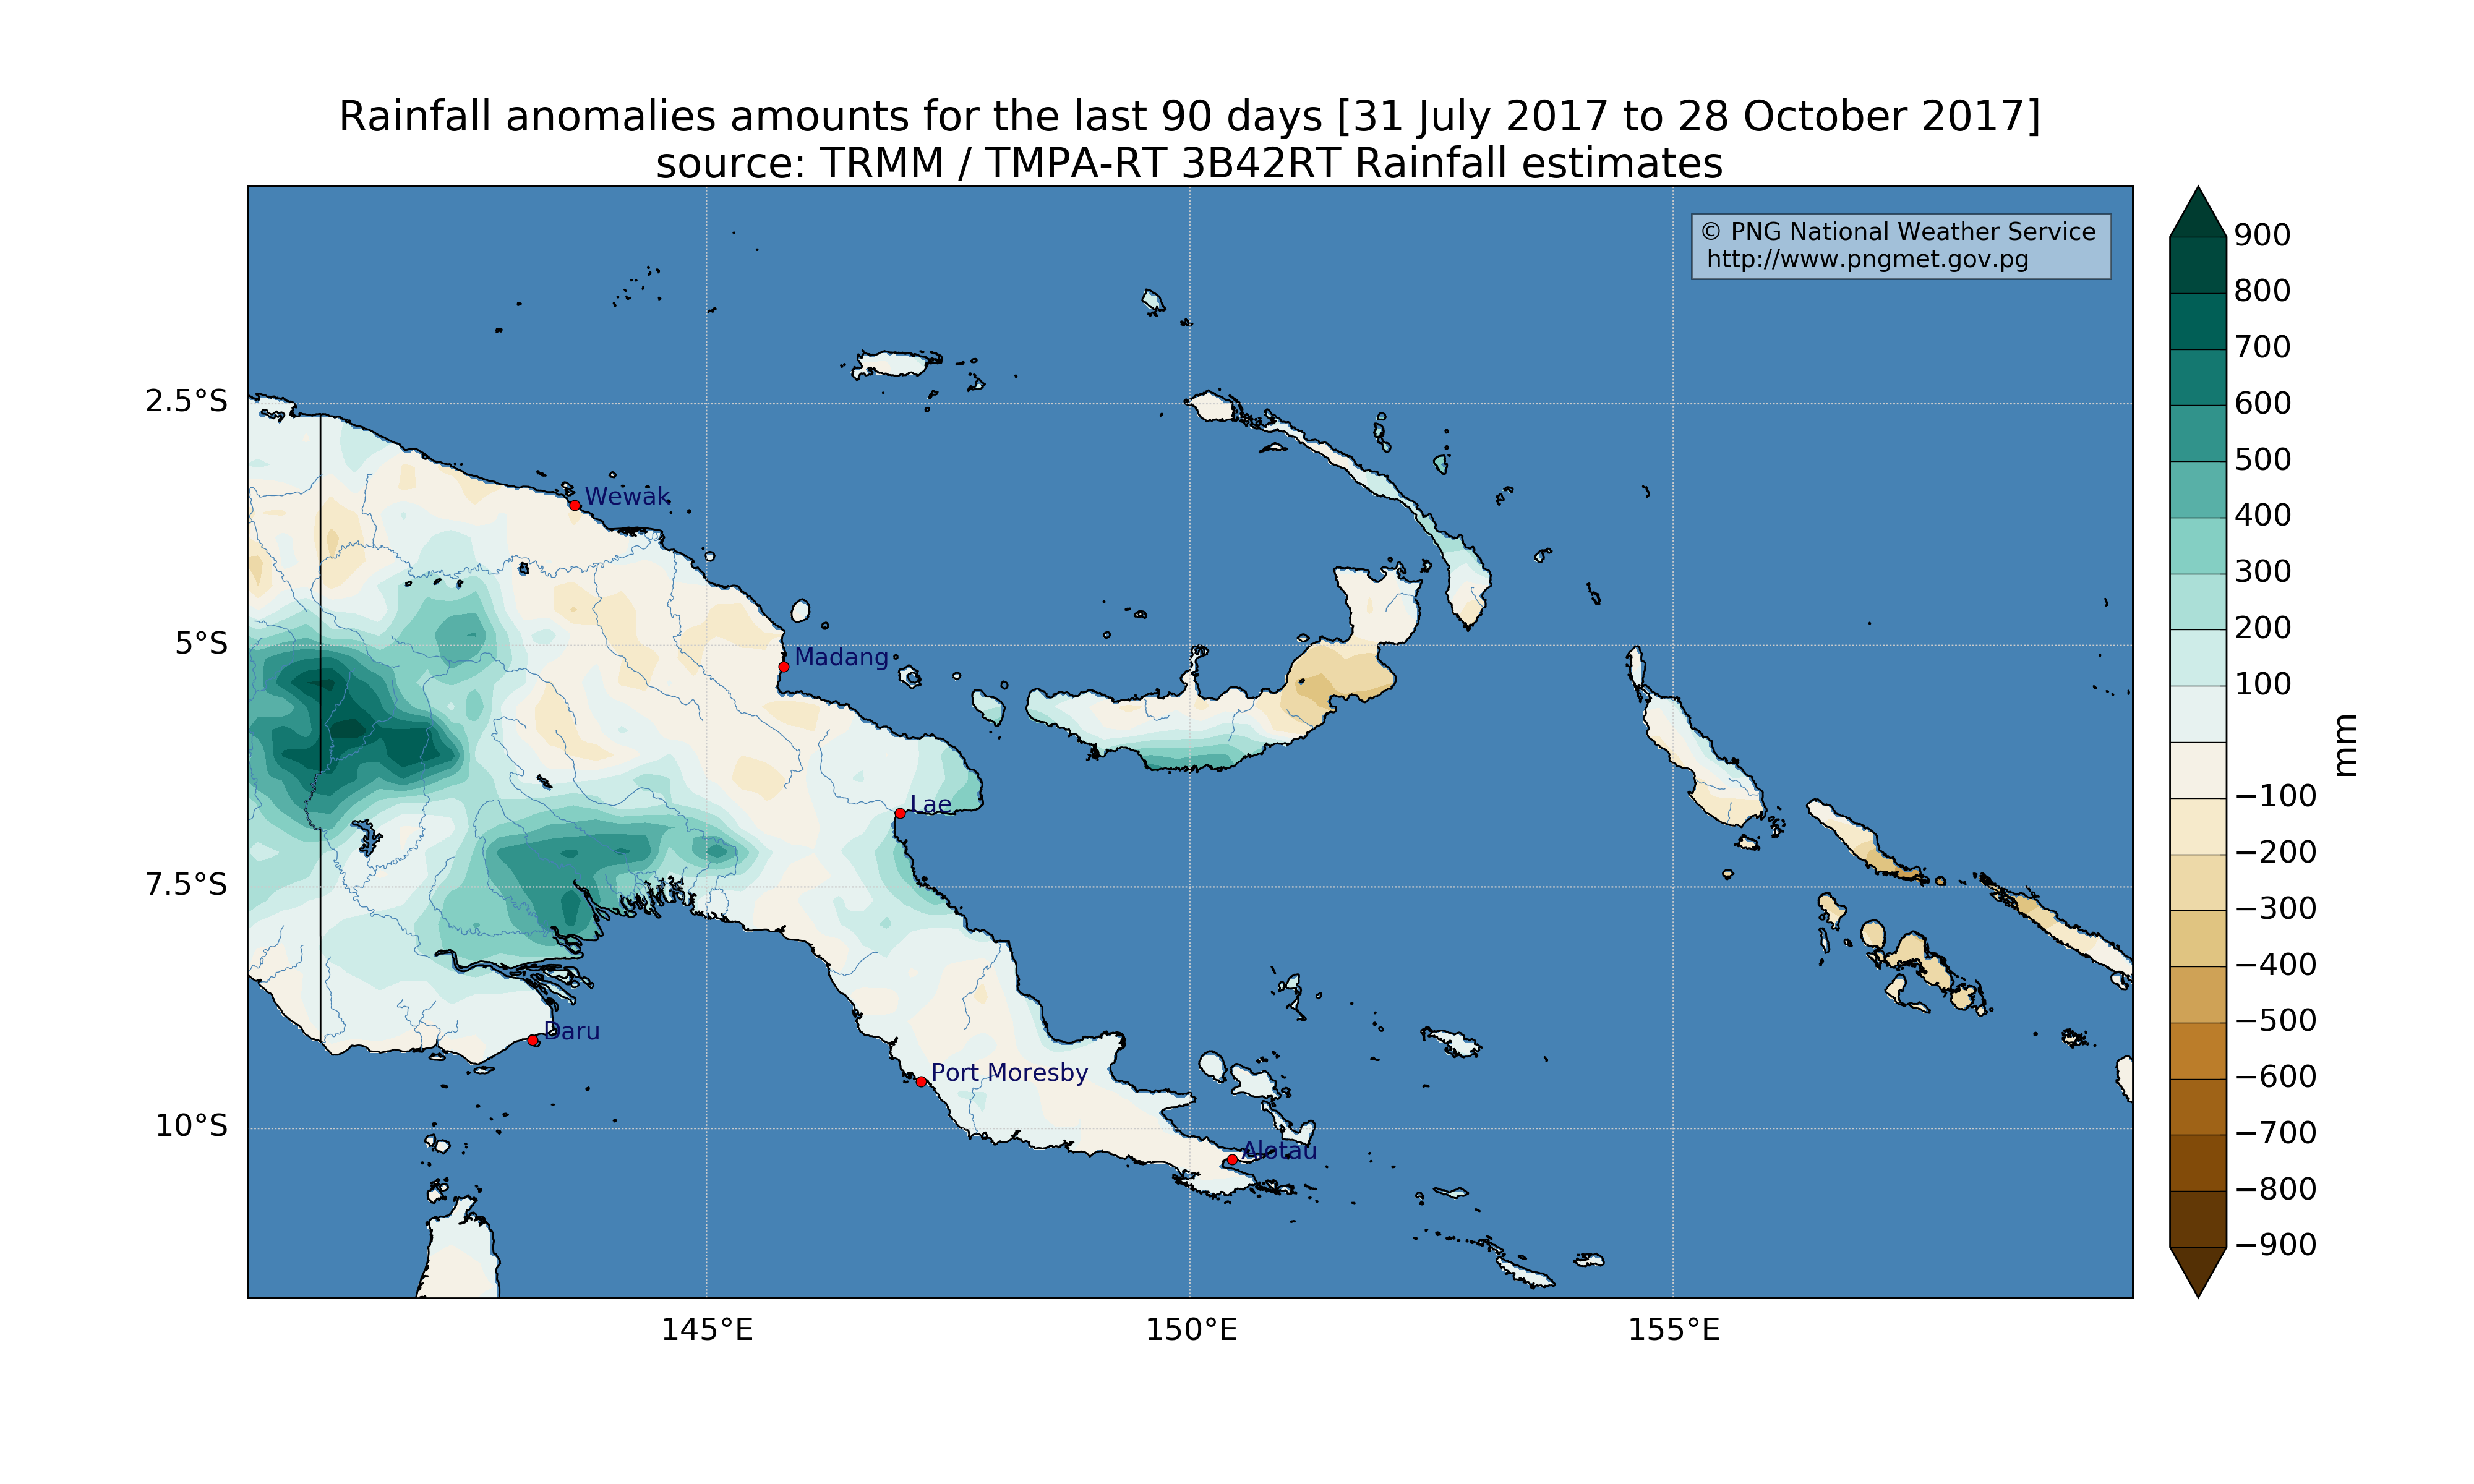 Rainfall anomalies amounts for the last 90 days [31 July 2017 to 28 October 2017]
source: TRMM / TMPA-RT 3B42RT Rainfall estimates
© PNG National Weather Service
http://www.pngmet.gov.pg
2.5°S
5°S
7.5°S
10°S
Wewak
Madang
Lae
Daru
Port Moresby
Alotau
145°E
150°E
155°E
900
800
700
600
500
400
300
200
100
−100
−200
−300
−400
−500
−600
−700
−800
−900
mm